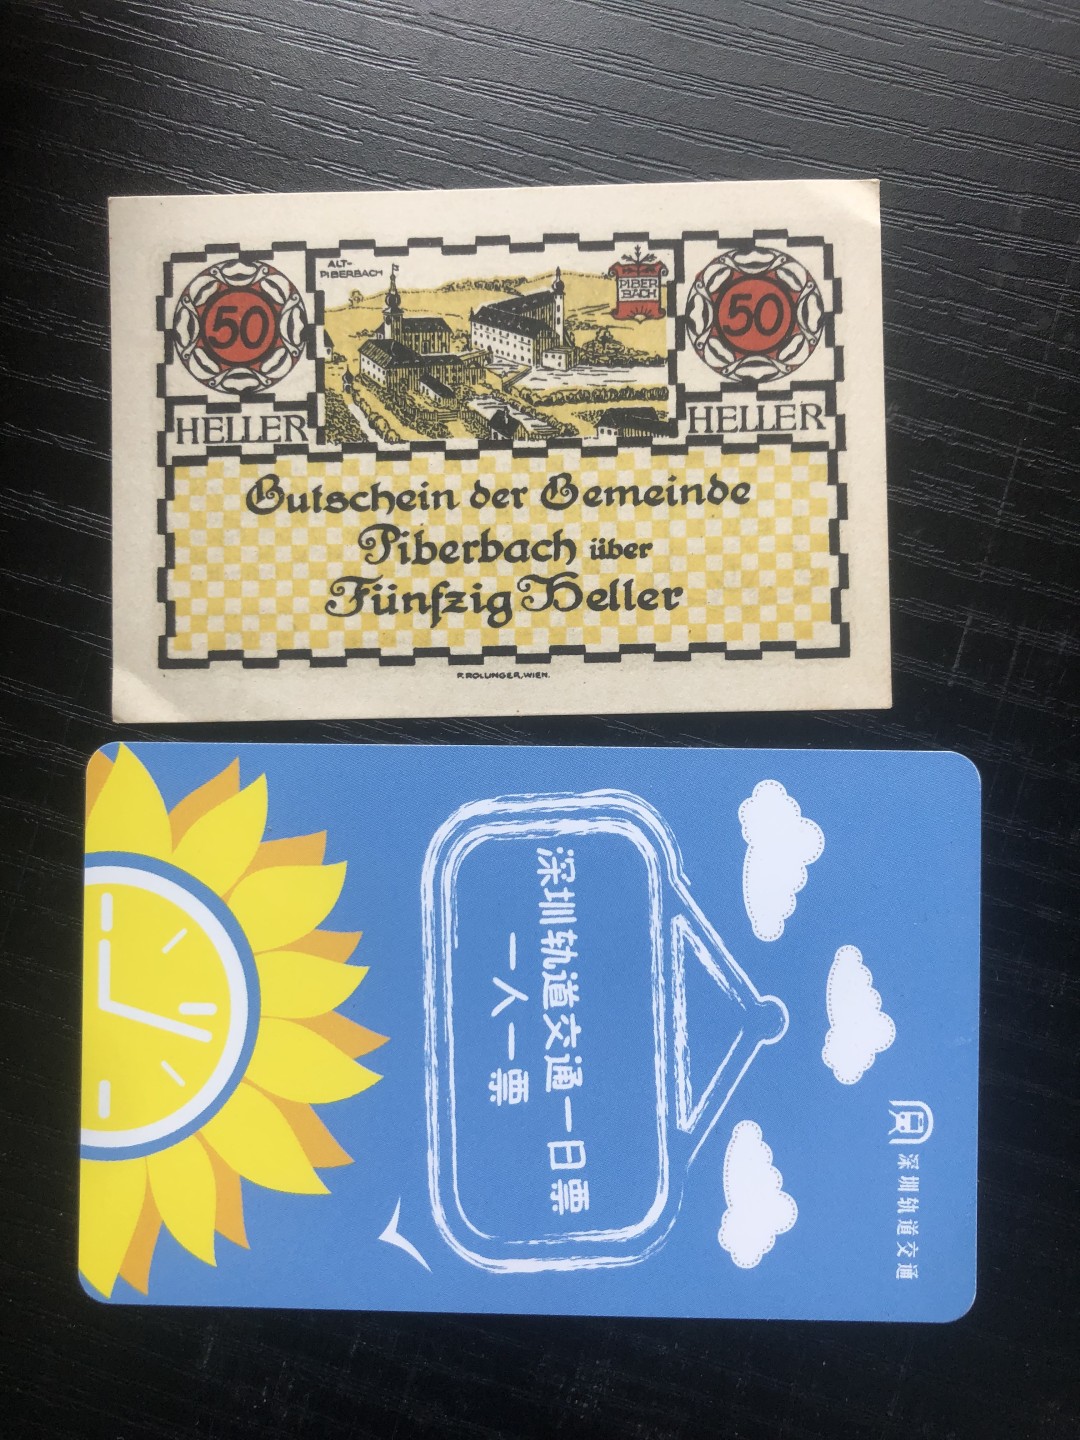 ALT-
PIBERBACH
PIBER
BACH
50
50
HELLER
HELLER
Gutschein der Gemeinde
Piberbach über
Fünfzig Heller
F. ROLLINGER, WIEN.
深圳轨道交通
深圳轨道交通一日票
一人一票